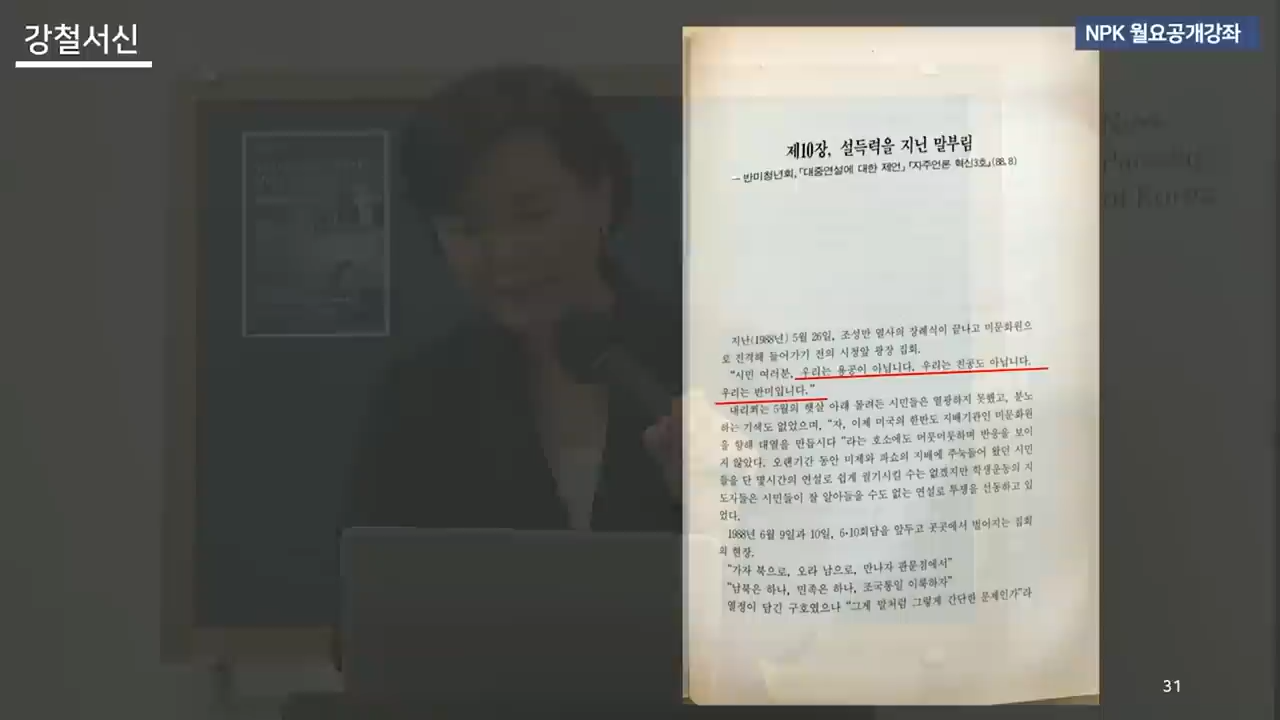 강철서신
NPK 월요공개강좌
제10장, 설득력을 지닌 말부림
— 반미청년회, 「대중연설에 대한 제언」 『자주언론 혁신3호』(88. 8)
지난(1988년) 5월 26일, 조성만 열사의 장례식이 끝나고 미문화원으
로 진격해 들어가기 전의 시청앞 광장 집회.
“시민 여러분, 우리는 용공이 아닙니다. 우리는 친공도 아닙니다.
우리는 반미입니다.”
내리쬐는 5월의 햇살 아래 몰려든 시민들은 열광하지 못했고, 분노
하는 기색도 없었으며, “자, 이제 미국의 한반도 지배기관인 미문화원
을 향해 대열을 만듭시다”라는 호소에도 머뭇머뭇하며 반응을 보이
지 않았다. 오랜기간 동안 미제와 파쇼의 지배에 주눅들어 왔던 시민
들을 단 몇시간의 연설로 쉽게 궐기시킬 수는 없겠지만 학생운동의 지
도자들은 시민들이 잘 알아들을 수도 없는 연설로 투쟁을 선동하고 있
었다.
1988년 6월 9일과 10일, 6·10회담을 앞두고 곳곳에서 벌어지는 집회
의 현장.
“가자 북으로, 오라 남으로, 만나자 판문점에서”
“남북은 하나, 민족은 하나, 조국통일 이룩하자”
열정이 담긴 구호였으나 “그게 말처럼 그렇게 간단한 문제인가”라
31